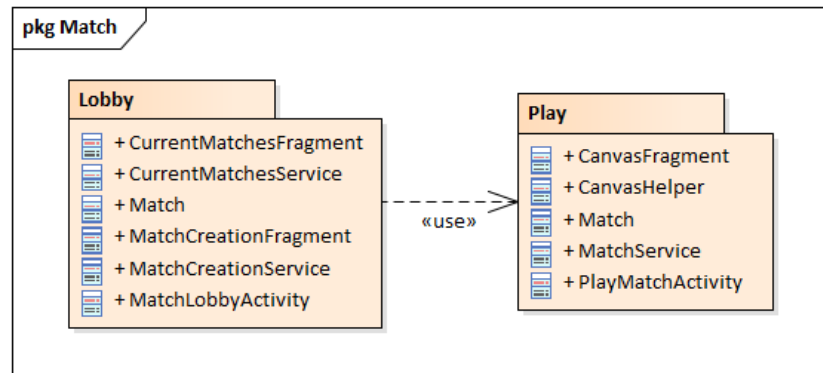 pkg Match
Lobby
+ CurrentMatchesFragment
+ CurrentMatchesService
+ Match
+ MatchCreationFragment
+ MatchCreationService
+ MatchLobbyActivity
«use»
Play
+ CanvasFragment
+ CanvasHelper
+ Match
+ MatchService
+ PlayMatchActivity